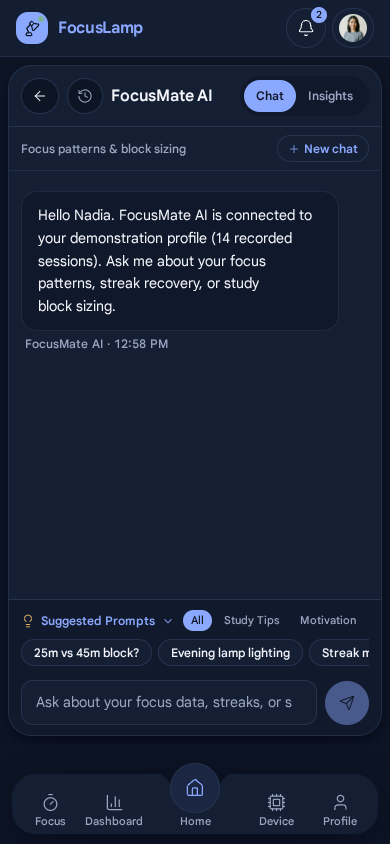 FocusLamp
2
FocusMate AI
Chat
Insights
Focus patterns & block sizing
+ New chat
Hello Nadia. FocusMate AI is connected to
your demonstration profile (14 recorded
sessions). Ask me about your focus
patterns, streak recovery, or study
block sizing.
FocusMate AI · 12:58 PM
Suggested Prompts
All
Study Tips
Motivation
25m vs 45m block?
Evening lamp lighting
Streak m
Ask about your focus data, streaks, or s
Focus
Dashboard
Home
Device
Profile